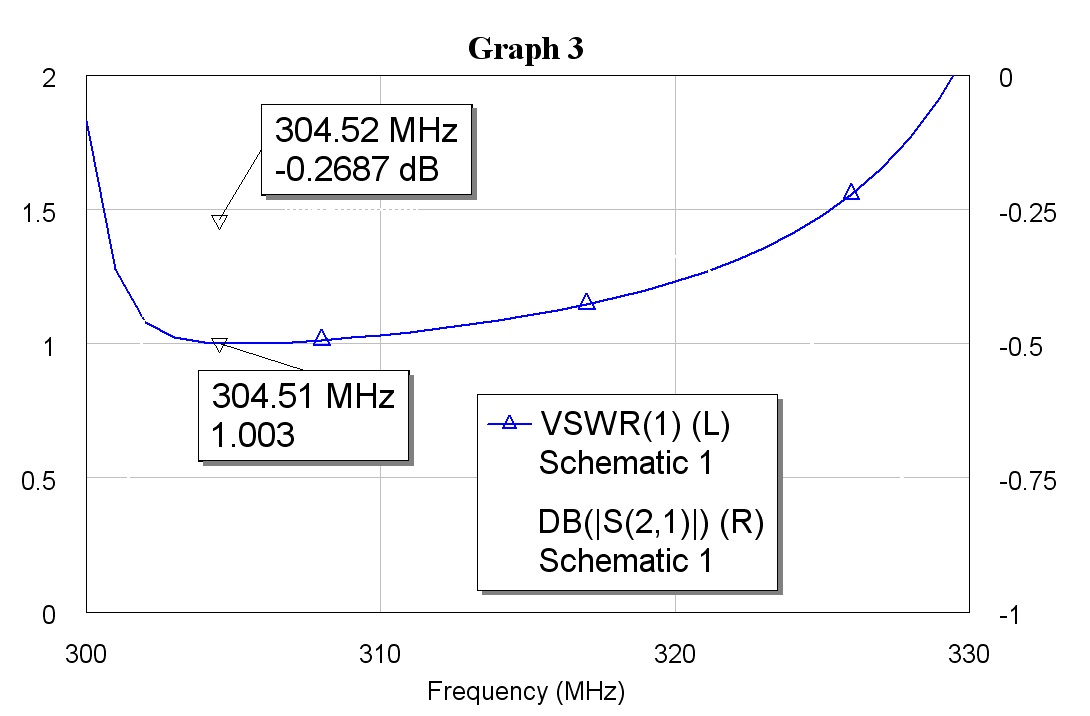 Graph 3
2
1.5
1
0.5
0
0
-0.25
-0.5
-0.75
-1
304.52 MHz
-0.2687 dB
304.51 MHz
1.003
VSWR(1) (L)
Schematic 1
DB(|S(2,1)|) (R)
Schematic 1
300
310
320
330
Frequency (MHz)